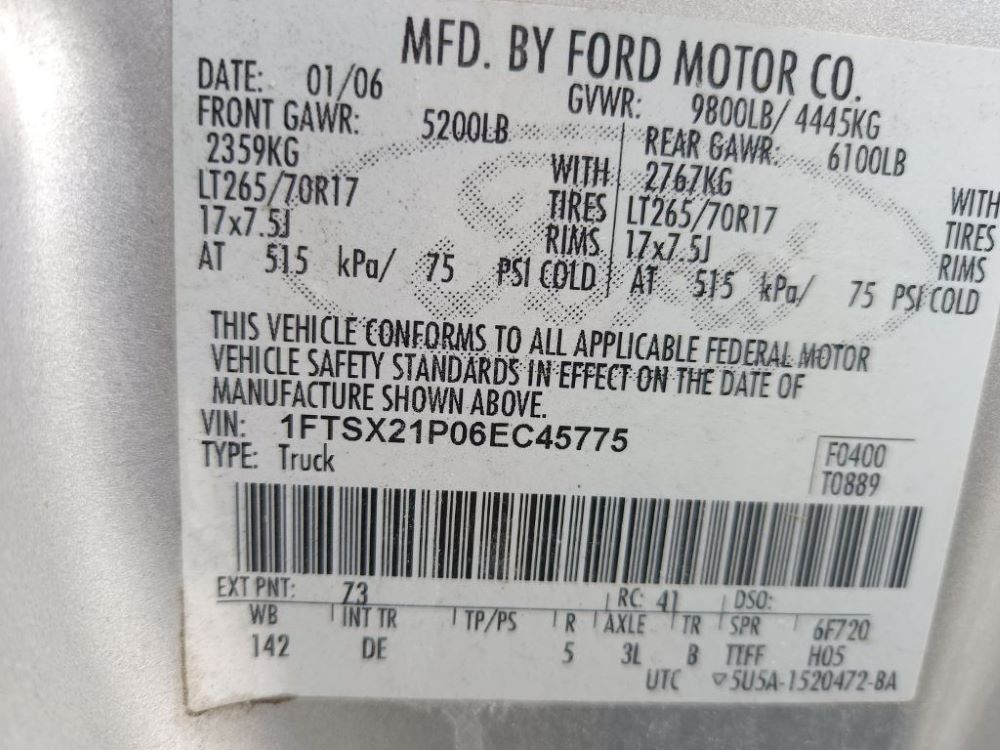 MFD. BY FORD MOTOR CO.
DATE: 01/06 GVWR: 9800LB/ 4445KG
FRONT GAWR: 5200LB REAR GAWR: 6100LB
2359KG WITH 2767KG WITH
LT265/70R17 TIRES LT265/70R17 TIRES
17x7.5J RIMS 17x7.5J RIMS
AT 515 kPa/ 75 PSI COLD AT 515 kPa/ 75 PSI COLD
THIS VEHICLE CONFORMS TO ALL APPLICABLE FEDERAL MOTOR
VEHICLE SAFETY STANDARDS IN EFFECT ON THE DATE OF
MANUFACTURE SHOWN ABOVE.
VIN: 1FTSX21P06EC45775
TYPE: Truck F0400
T0889
EXT PNT: Z3 RC: 41 DSO:
WB INT TR TP/PS R AXLE TR SPR 6F720
142 DE 5 3L B TTFF H05
UTC ▽5U5A-1520472-BA